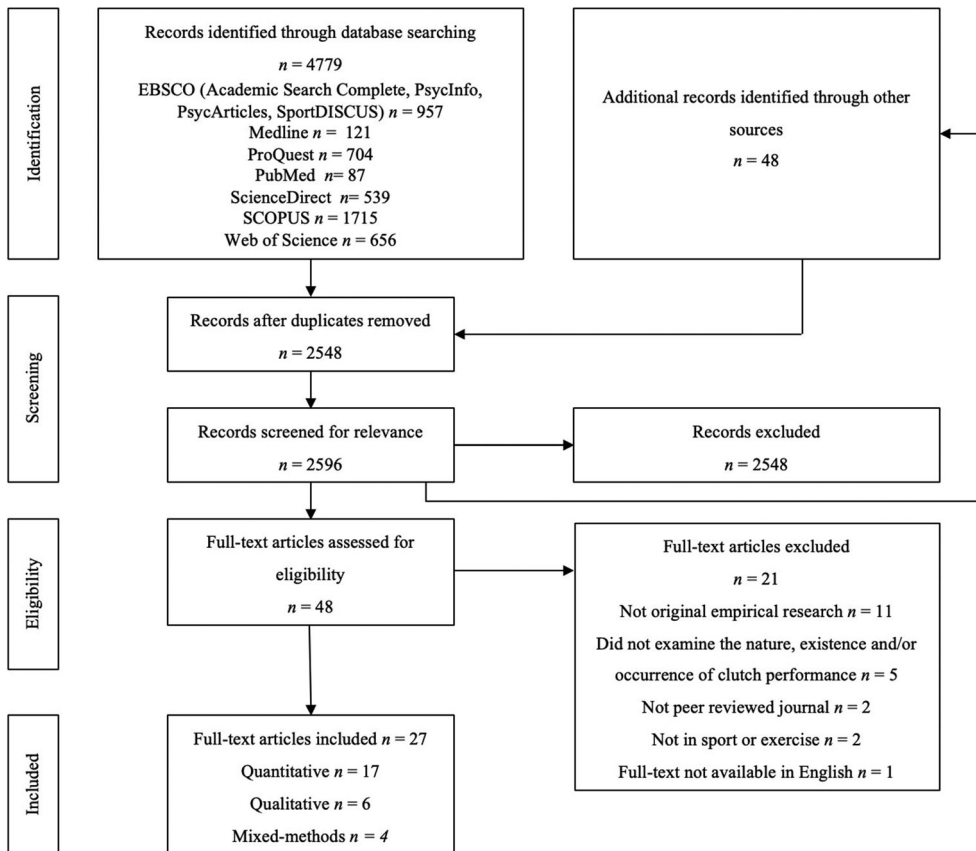 Identification
Records identified through database searching
n = 4779
EBSCO (Academic Search Complete, PsycInfo,
PsycArticles, SportDISCUS) n = 957
Medline n = 121
ProQuest n = 704
PubMed n= 87
ScienceDirect n= 539
SCOPUS n = 1715
Web of Science n = 656
Additional records identified through other
sources
n = 48
Screening
Records after duplicates removed
n = 2548
Records screened for relevance
n = 2596
Records excluded
n = 2548
Eligibility
Full-text articles assessed for
eligibility
n = 48
Full-text articles excluded
n = 21
Not original empirical research n = 11
Did not examine the nature, existence and/or
occurrence of clutch performance n = 5
Not peer reviewed journal n = 2
Not in sport or exercise n = 2
Full-text not available in English n = 1
Included
Full-text articles included n = 27
Quantitative n = 17
Qualitative n = 6
Mixed-methods n = 4